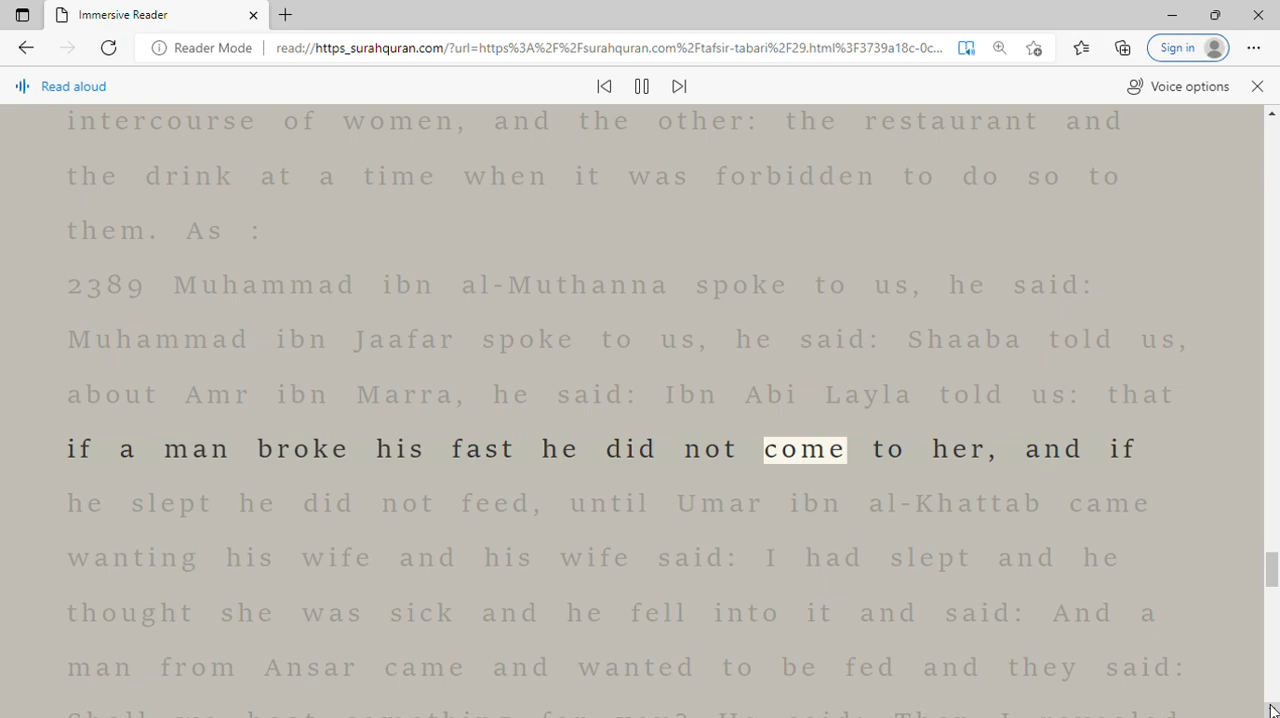 Immersive Reader
Reader Mode
read://https_surahquran.com/?url=https%3A%2F%2Fsurahquran.com%2Ftafsir-tabari%2F29.html%3F3739a18c-0c...
Sign in
Read aloud
Voice options
intercourse of women, and the other: the restaurant and
the drink at a time when it was forbidden to do so to
them. As :
2389 Muhammad ibn al-Muthanna spoke to us, he said:
Muhammad ibn Jaafar spoke to us, he said: Shaaba told us,
about Amr ibn Marra, he said: Ibn Abi Layla told us: that
if a man broke his fast he did not come to her, and if
he slept he did not feed, until Umar ibn al-Khattab came
wanting his wife and his wife said: I had slept and he
thought she was sick and he fell into it and said: And a
man from Ansar came and wanted to be fed and they said: